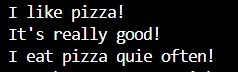 I like pizza!
It's really good!
I eat pizza quie often!